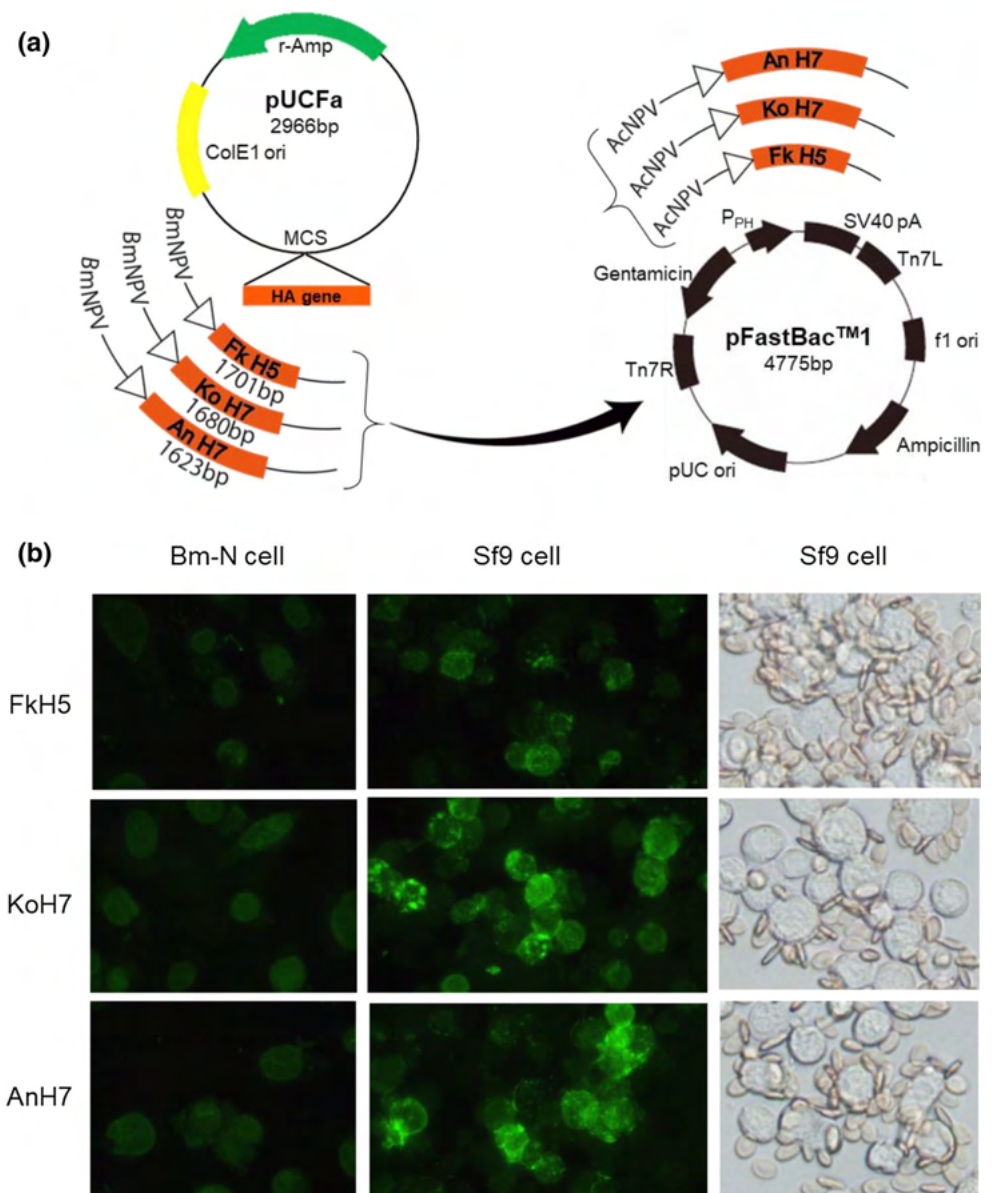 (a)
r-Amp
pUCFa
2966bp
ColE1 ori
MCS
HA gene
BmNPV
BmNPV
BmNPV
Fk H5
1701bp
Ko H7
1680bp
An H7
1623bp
AcNPV
An H7
AcNPV
Ko H7
AcNPV
Fk H5
PPH
SV40 pA
Tn7L
Gentamicin
pFastBac™1
4775bp
f1 ori
Tn7R
Ampicillin
pUC ori
(b)
Bm-N cell
Sf9 cell
Sf9 cell
FkH5
KoH7
AnH7